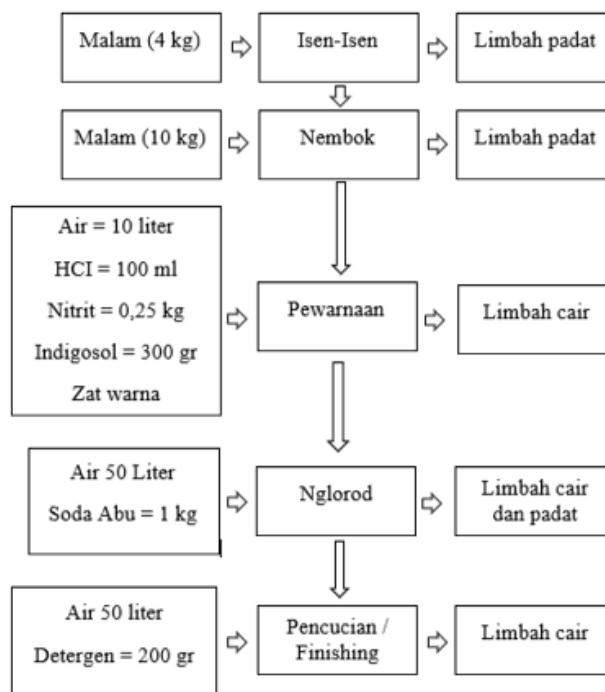 Malam (4 kg)
Isen-Isen
Limbah padat
Malam (10 kg)
Nembok
Limbah padat
Air = 10 liter
HCI = 100 ml
Nitrit = 0,25 kg
Indigosol = 300 gr
Zat warna
Pewarnaan
Limbah cair
Air 50 Liter
Soda Abu = 1 kg
Nglorod
Limbah cair
dan padat
Air 50 liter
Detergen = 200 gr
Pencucian /
Finishing
Limbah cair